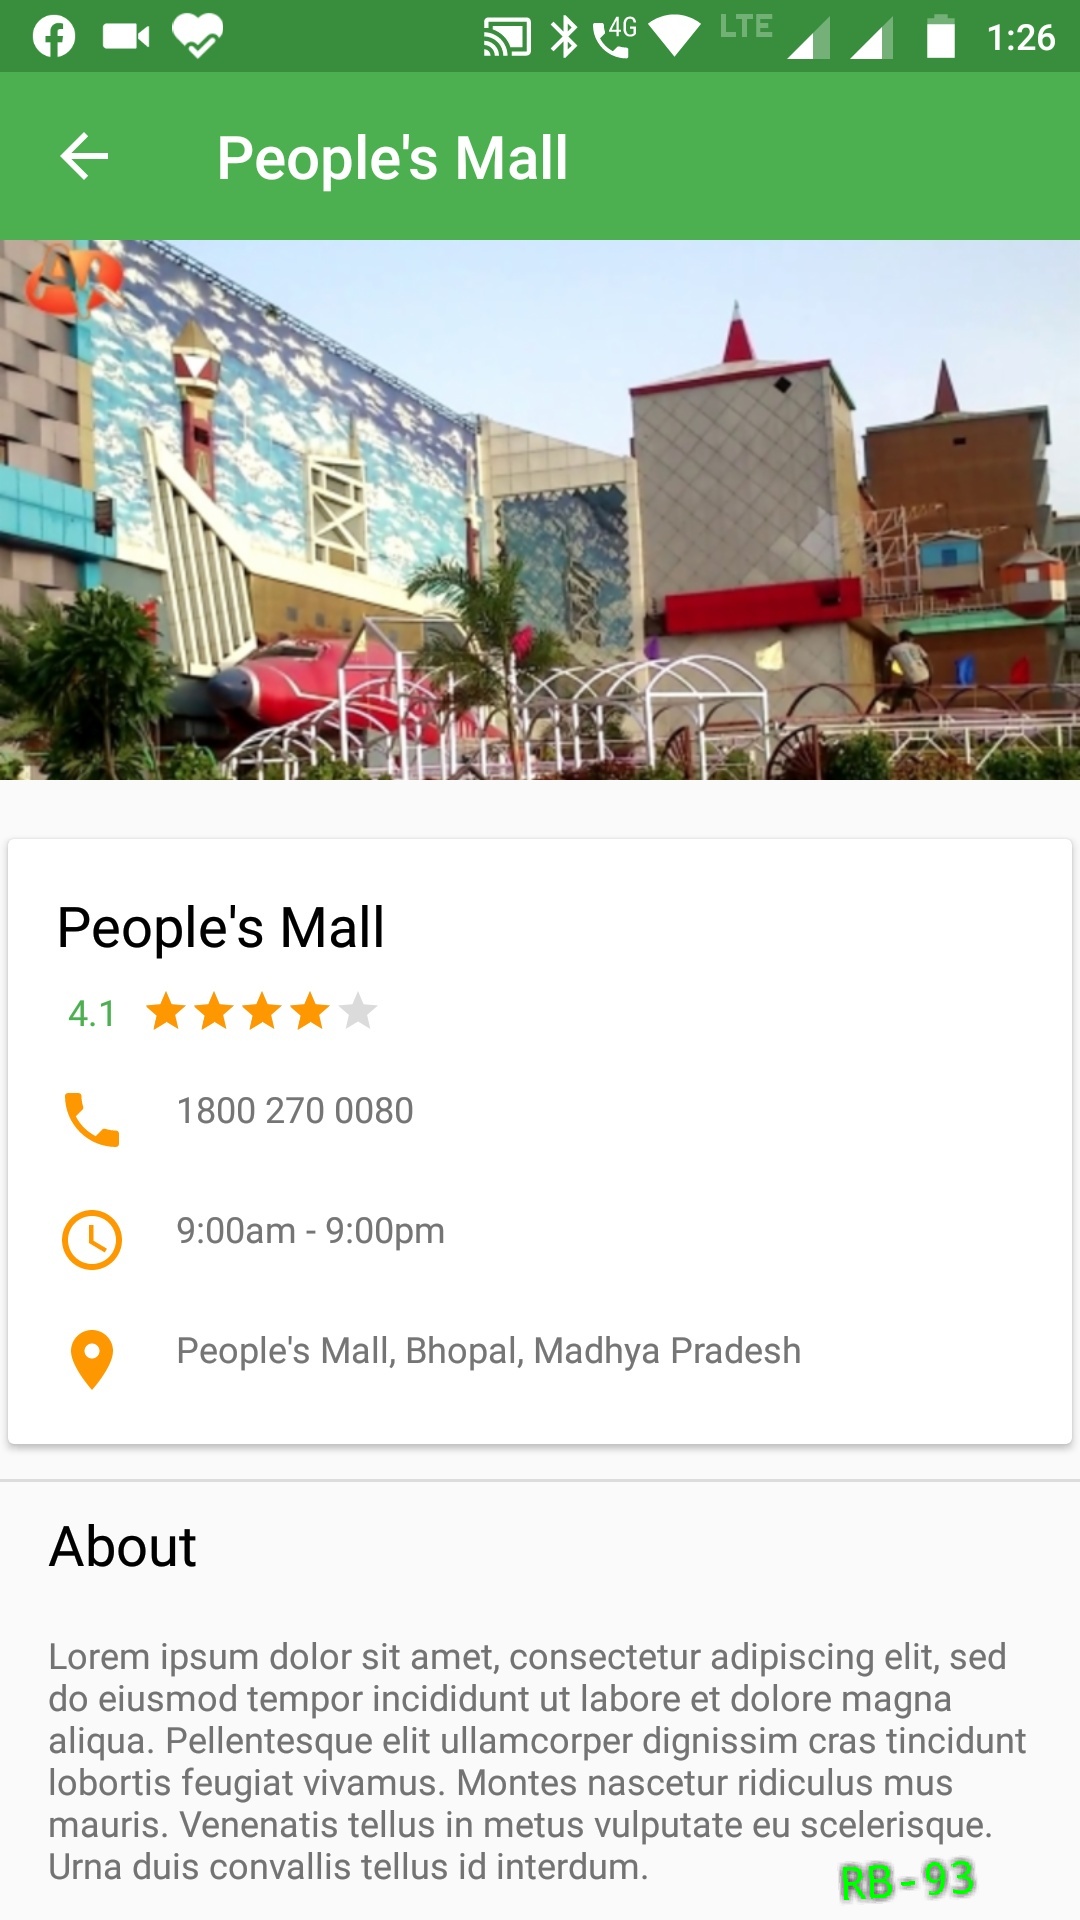 4G LTE 1:26
People's Mall
People's Mall
4.1
1800 270 0080
9:00am - 9:00pm
People's Mall, Bhopal, Madhya Pradesh
About
Lorem ipsum dolor sit amet, consectetur adipiscing elit, sed
do eiusmod tempor incididunt ut labore et dolore magna
aliqua. Pellentesque elit ullamcorper dignissim cras tincidunt
lobortis feugiat vivamus. Montes nascetur ridiculus mus
mauris. Venenatis tellus in metus vulputate eu scelerisque.
Urna duis convallis tellus id interdum.
RB-93